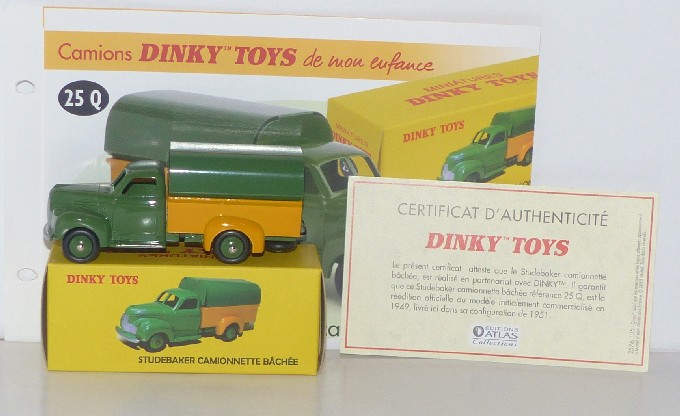 Camions DINKY™ TOYS de mon enfance
25 Q
MINIATURES
DINKY TOYS
MINIATURES
DINKY TOYS
DINKY TOYS
STUDEBAKER CAMIONNETTE BÂCHÉE
CERTIFICAT D'AUTHENTICITÉ
DINKY™ TOYS
Le présent certificat atteste que le Studebaker camionnette
bâchée, est réalisé en partenariat avec DINKY™. Il garantit
que ce Studebaker camionnette bâchée référence 25 Q, est la
réédition officielle du modèle initialement commercialisé en
1949, livré ici dans sa configuration de 1951.
EDITIONS
ATLAS
Collections